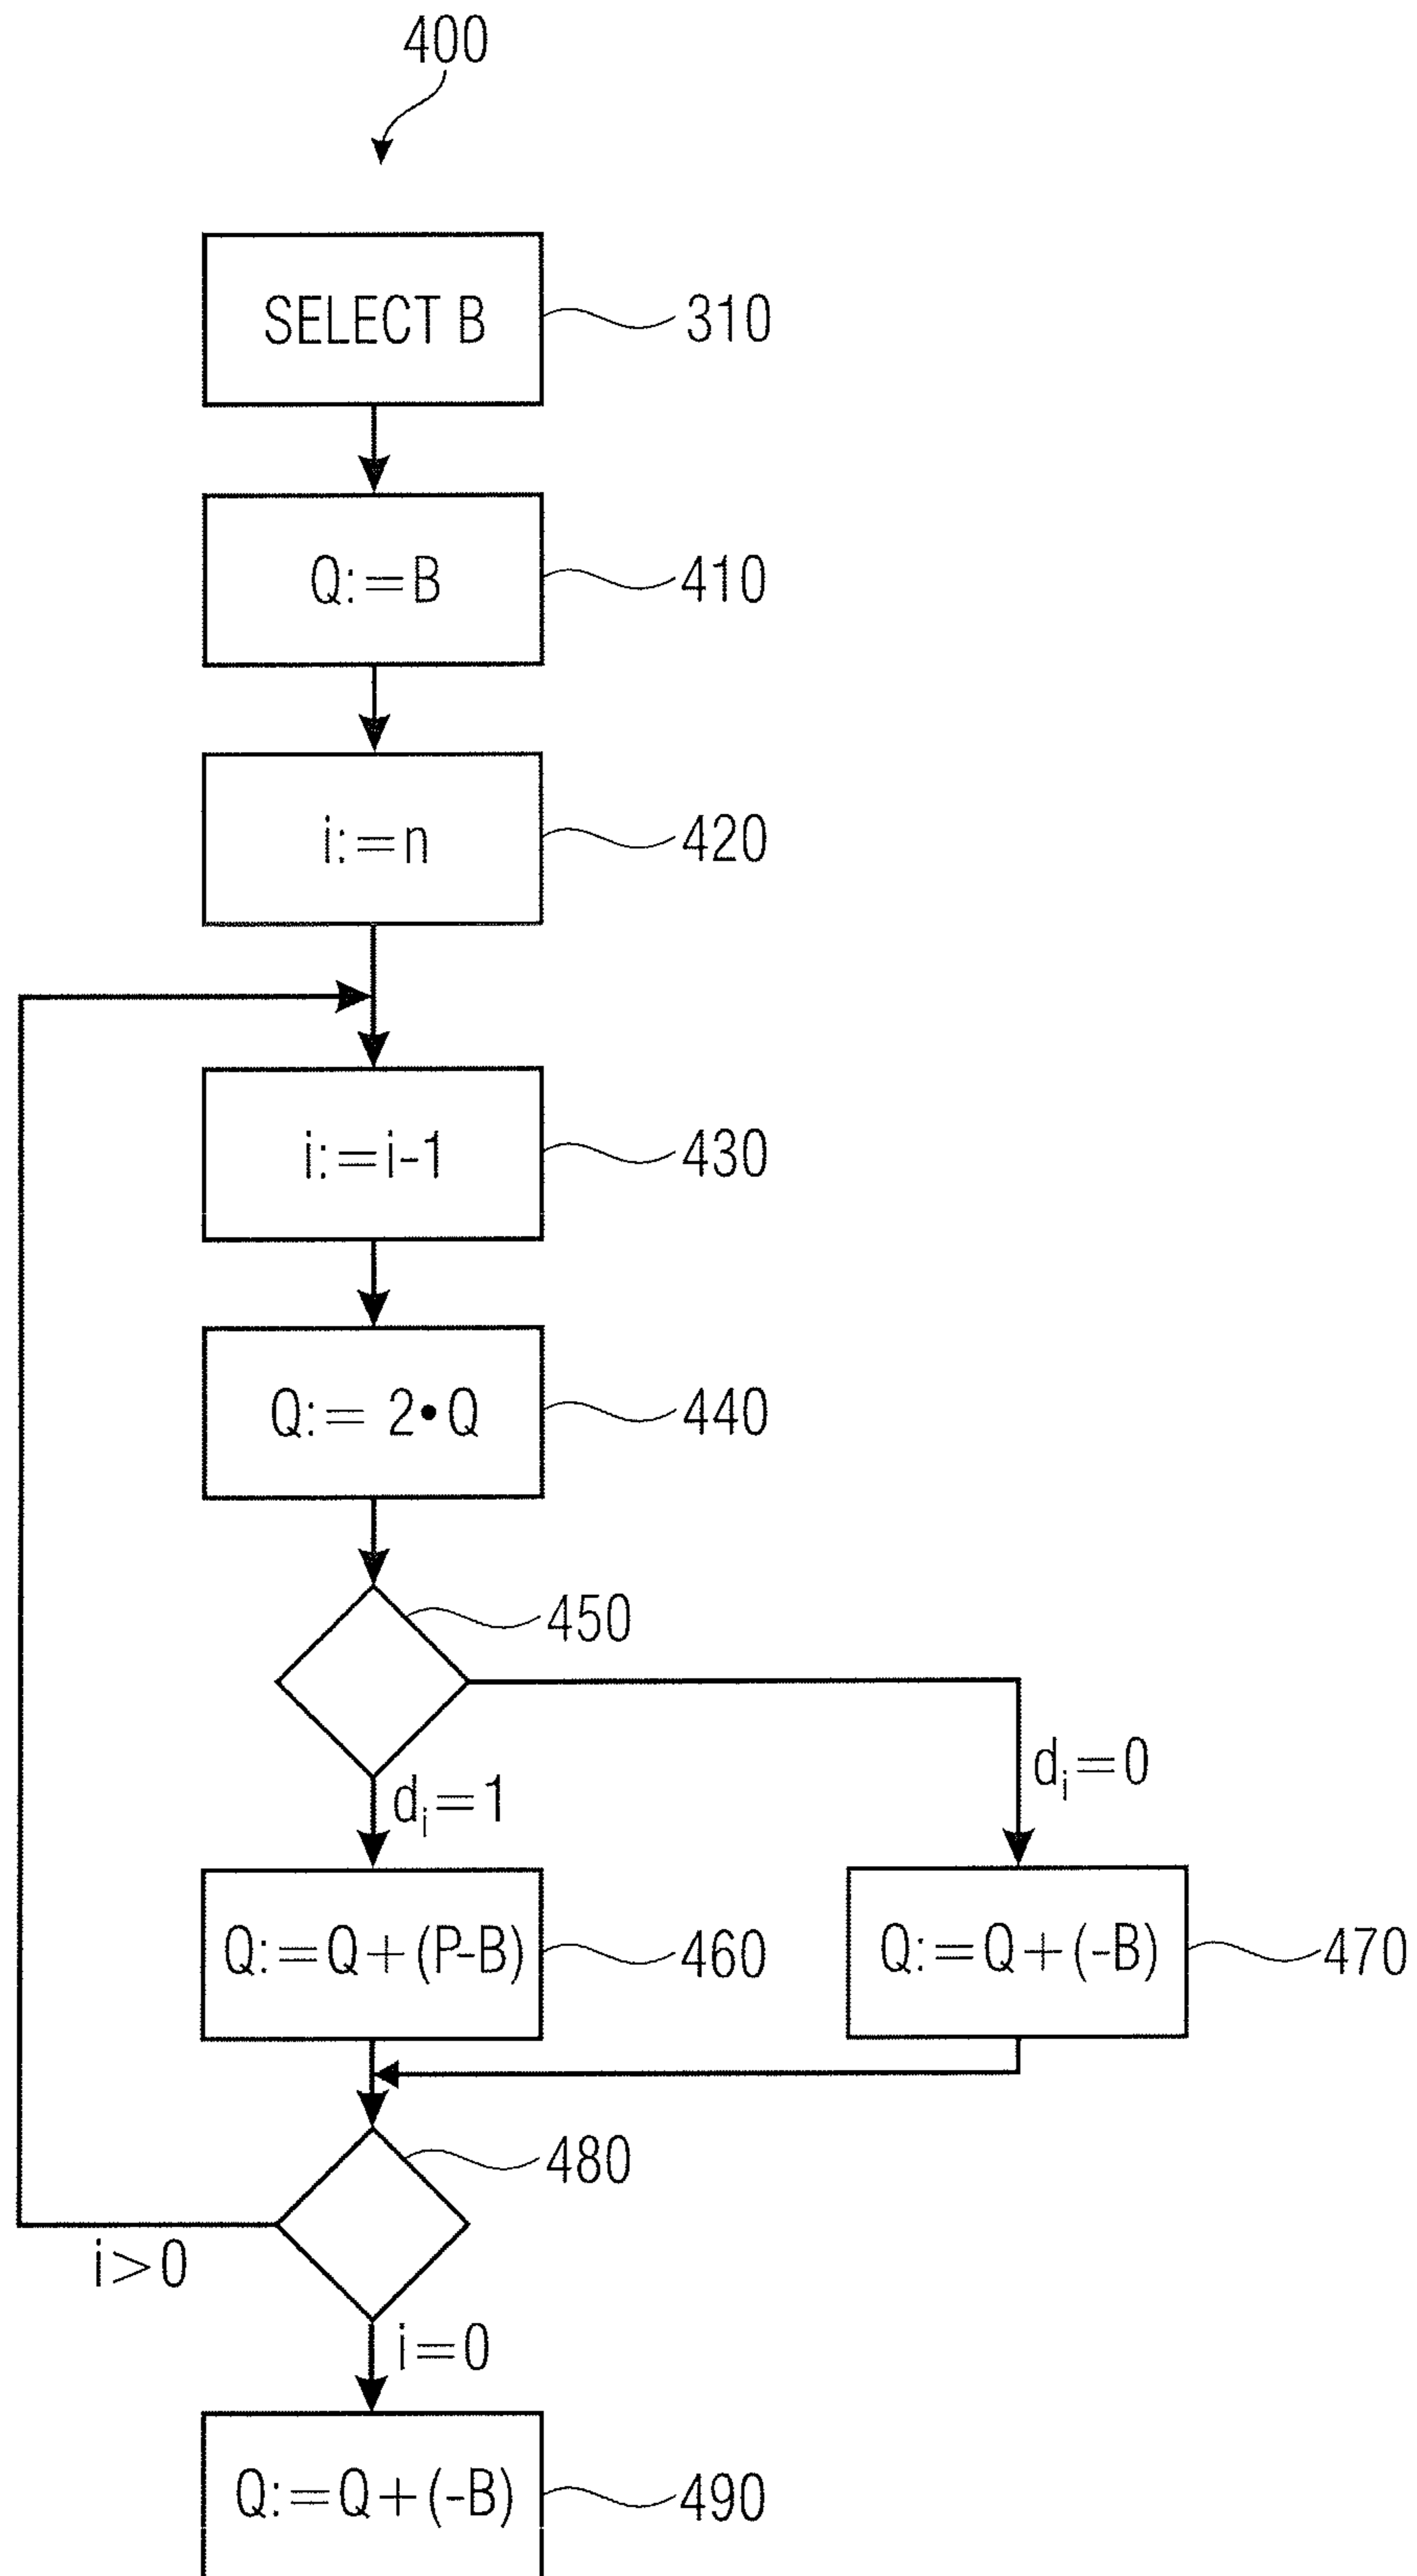 400
SELECT B
310
Q:=B
410
i:=n
420
i:=i-1
430
Q:= 2•Q
440
450
dᵢ=1
dᵢ=0
Q:=Q+(P-B)
460
Q:=Q+(-B)
470
480
i>0
i=0
Q:=Q+(-B)
490